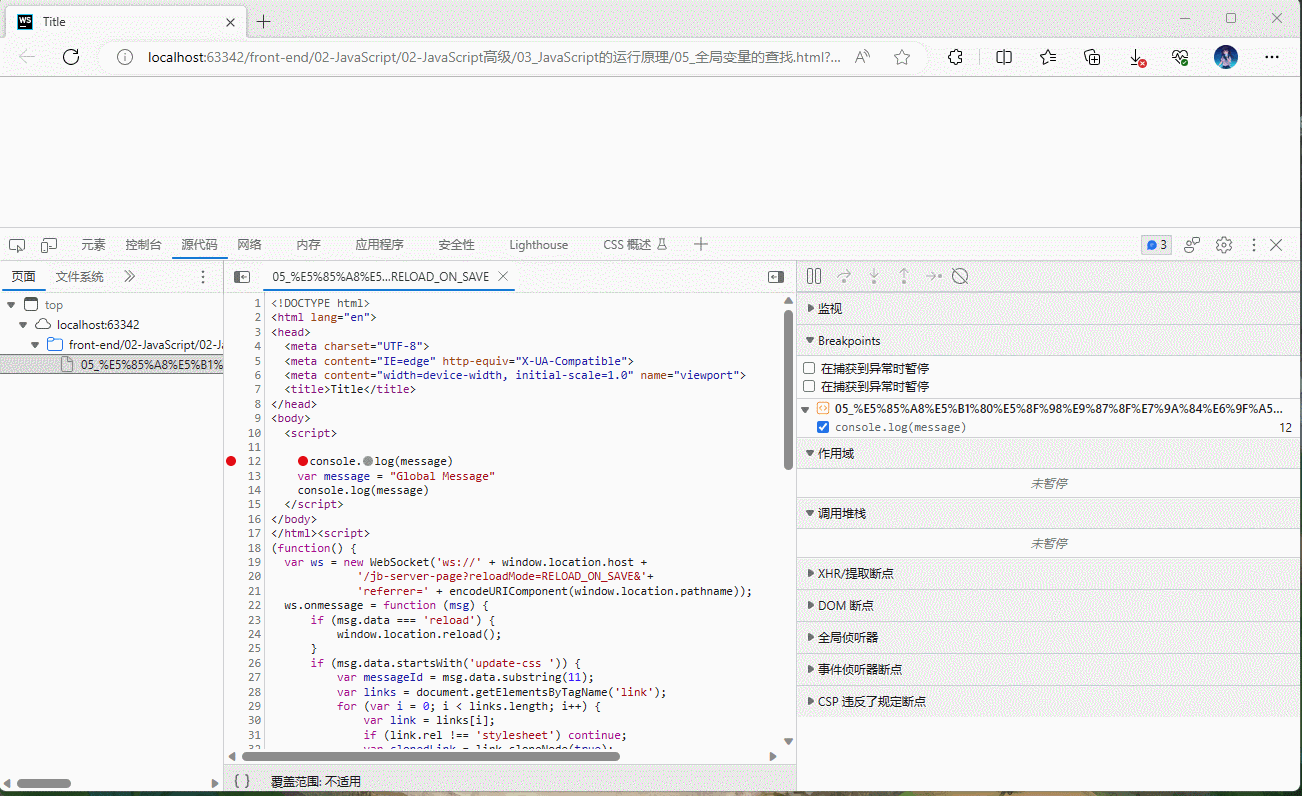 Title
localhost:63342/front-end/02-JavaScript/02-JavaScript高级/03_JavaScript的运行原理/05_全局变量的查找.html?...
元素 控制台 源代码 网络 内存 应用程序 安全性 Lighthouse CSS 概述 3
页面 文件系统
top
localhost:63342
front-end/02-JavaScript/02-Ja
05_%E5%85%A8%E5%B1%
05_%E5%85%A8%E5...RELOAD_ON_SAVE
1 <!DOCTYPE html>
2 <html lang="en">
3 <head>
4 <meta charset="UTF-8">
5 <meta content="IE=edge" http-equiv="X-UA-Compatible">
6 <meta content="width=device-width, initial-scale=1.0" name="viewport">
7 <title>Title</title>
8 </head>
9 <body>
10 <script>
11
12 console.log(message)
13 var message = "Global Message"
14 console.log(message)
15 </script>
16 </body>
17 </html><script>
18 (function() {
19 var ws = new WebSocket('ws://' + window.location.host +
20 '/jb-server-page?reloadMode=RELOAD_ON_SAVE&'+
21 'referrer=' + encodeURIComponent(window.location.pathname));
22 ws.onmessage = function (msg) {
23 if (msg.data === 'reload') {
24 window.location.reload();
25 }
26 if (msg.data.startsWith('update-css ')) {
27 var messageId = msg.data.substring(11);
28 var links = document.getElementsByTagName('link');
29 for (var i = 0; i < links.length; i++) {
30 var link = links[i];
31 if (link.rel !== 'stylesheet') continue;
32 var clonedLink = link.cloneNode(true);
{ } 覆盖范围: 不适用
监视
Breakpoints
在捕获到异常时暂停
在捕获到异常时暂停
05_%E5%85%A8%E5%B1%80%E5%8F%98%E9%87%8F%E7%9A%84%E6%9F%A5...
console.log(message) 12
作用域
未暂停
调用堆栈
未暂停
XHR/提取断点
DOM 断点
全局侦听器
事件侦听器断点
CSP 违反了规定断点